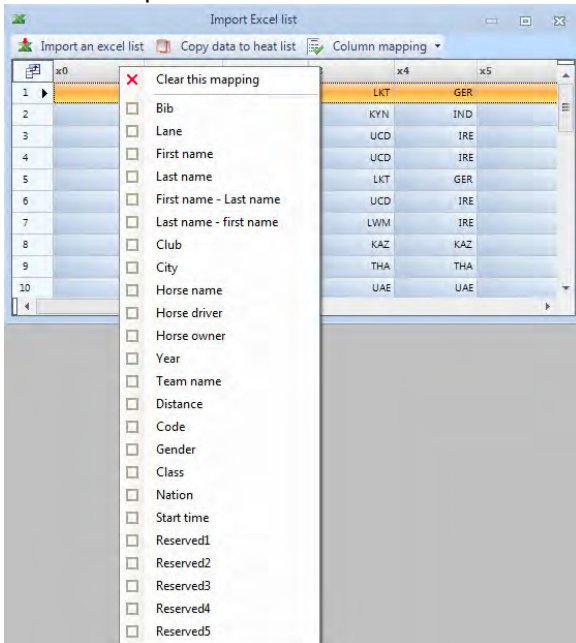 Import Excel list
Import an excel list Copy data to heat list Column mapping
x0 x4 x5
Clear this mapping
1 LKT GER
Bib
2 KYN IND
Lane
3 UCD IRE
First name
4 UCD IRE
Last name
5 LKT GER
First name - Last name
6 UCD IRE
Last name - first name
7 LWM IRE
Club
8 KAZ KAZ
City
9 THA THA
Horse name
10 UAE UAE
Horse driver
Horse owner
Year
Team name
Distance
Code
Gender
Class
Nation
Start time
Reserved1
Reserved2
Reserved3
Reserved4
Reserved5